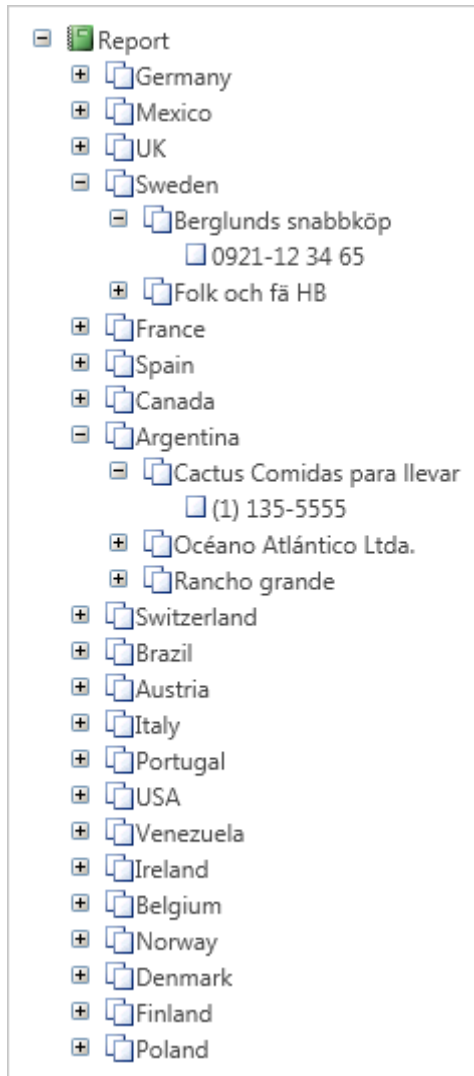 Report
Germany
Mexico
UK
Sweden
Berglunds snabbköp
0921-12 34 65
Folk och fä HB
France
Spain
Canada
Argentina
Cactus Comidas para llevar
(1) 135-5555
Océano Atlántico Ltda.
Rancho grande
Switzerland
Brazil
Austria
Italy
Portugal
USA
Venezuela
Ireland
Belgium
Norway
Denmark
Finland
Poland